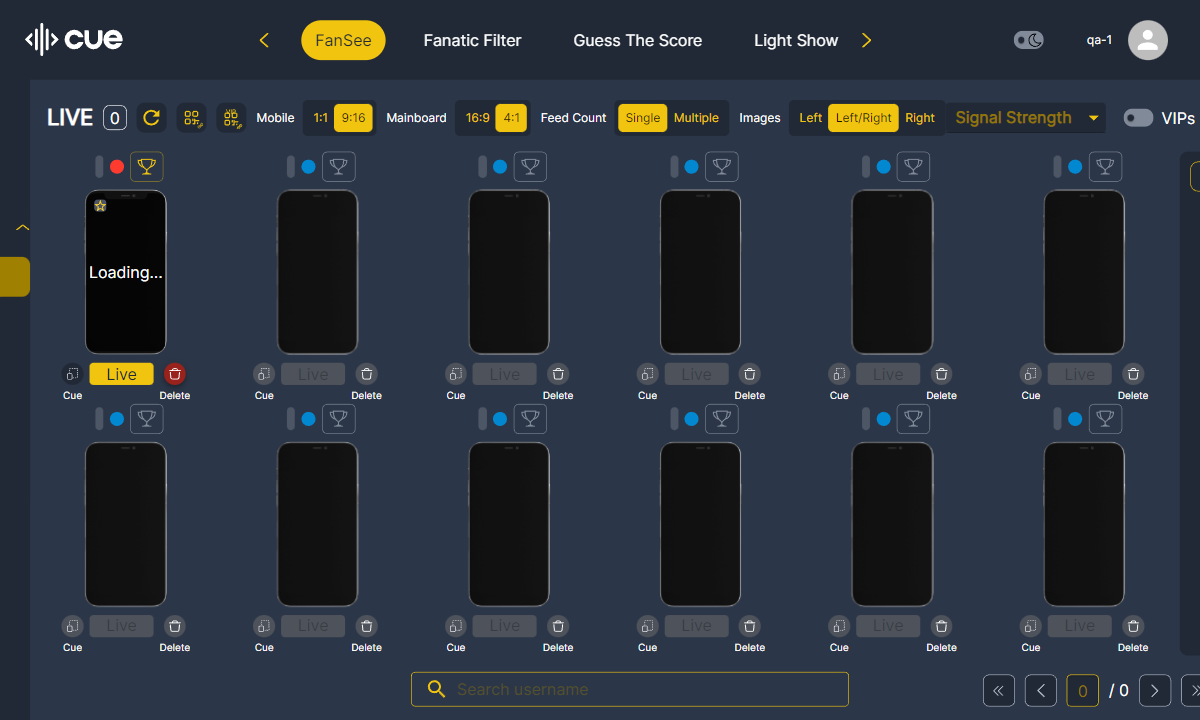 cue
FanSee
Fanatic Filter
Guess The Score
Light Show
qa-1
LIVE
0
Mobile
1:1
9:16
Mainboard
16:9
4:1
Feed Count
Single
Multiple
Images
Left
Left/Right
Right
Signal Strength
VIPs
Loading...
Live
Live
Live
Live
Live
Live
Cue
Delete
Cue
Delete
Cue
Delete
Cue
Delete
Cue
Delete
Cue
Delete
Live
Live
Live
Live
Live
Live
Cue
Delete
Cue
Delete
Cue
Delete
Cue
Delete
Cue
Delete
Cue
Delete
Search username
0
/ 0